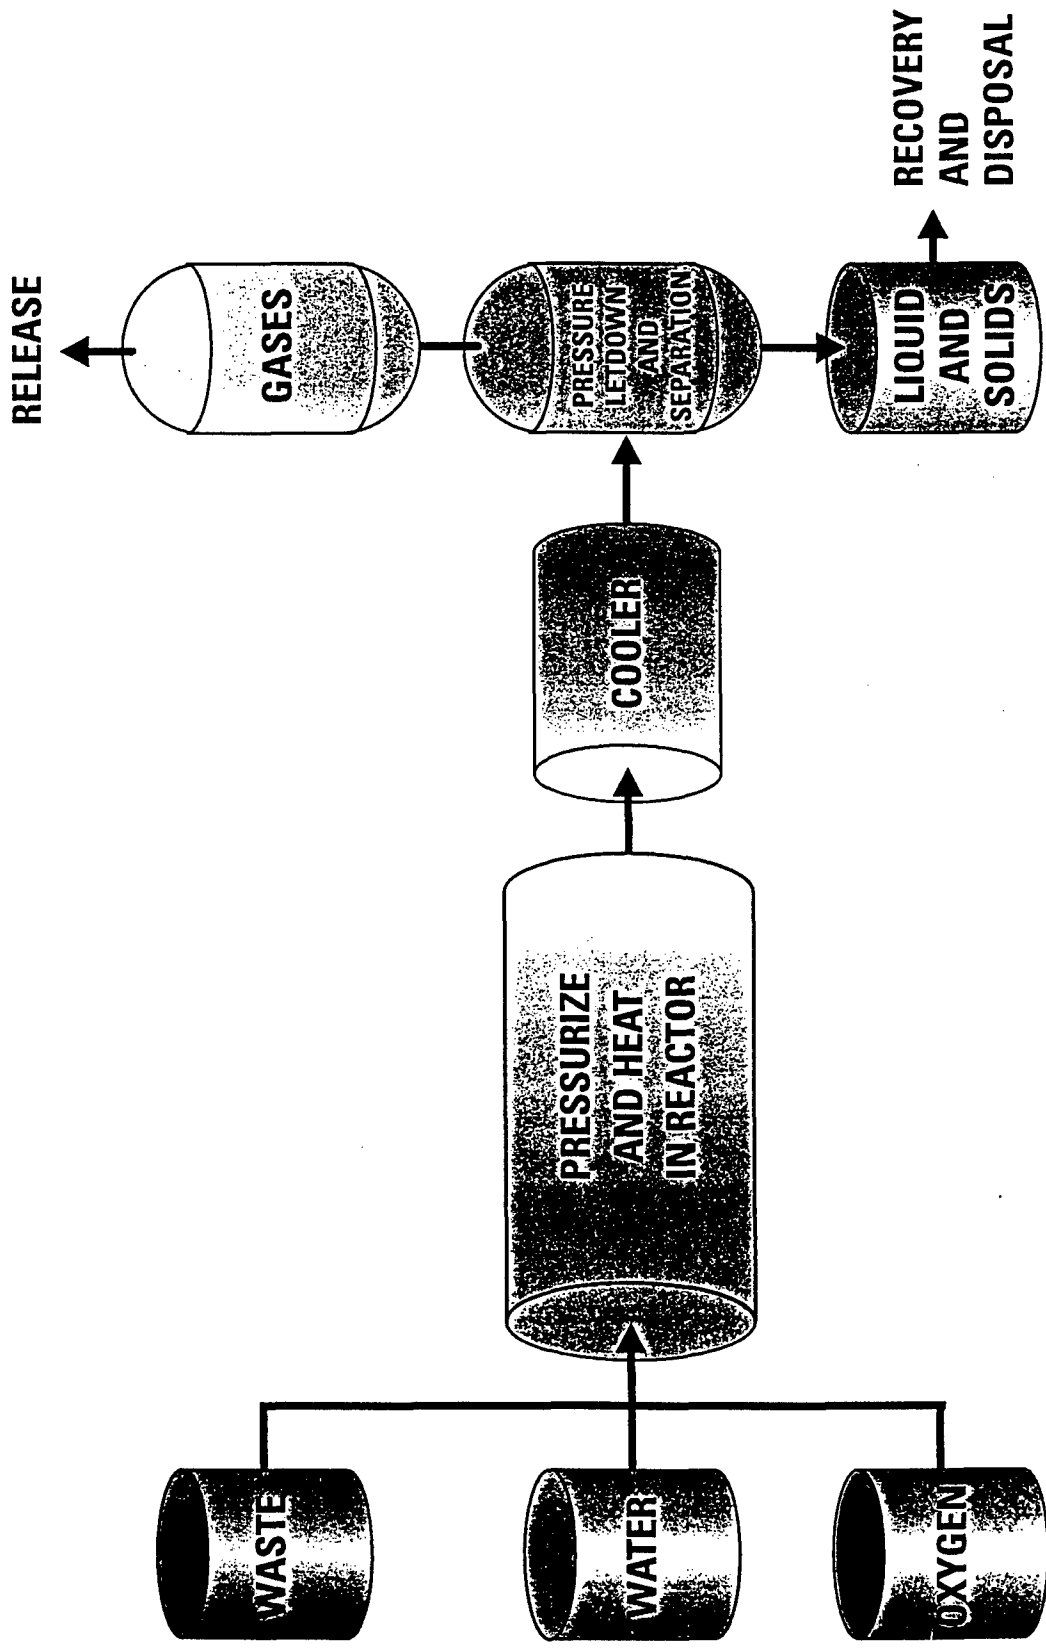 WASTE
WATER
OXYGEN
PRESSURIZE
AND HEAT
IN REACTOR
COOLER
RELEASE
GASES
PRESSURE
LETDOWN
AND
SEPARATION
LIQUID
AND
SOLIDS
RECOVERY
AND
DISPOSAL